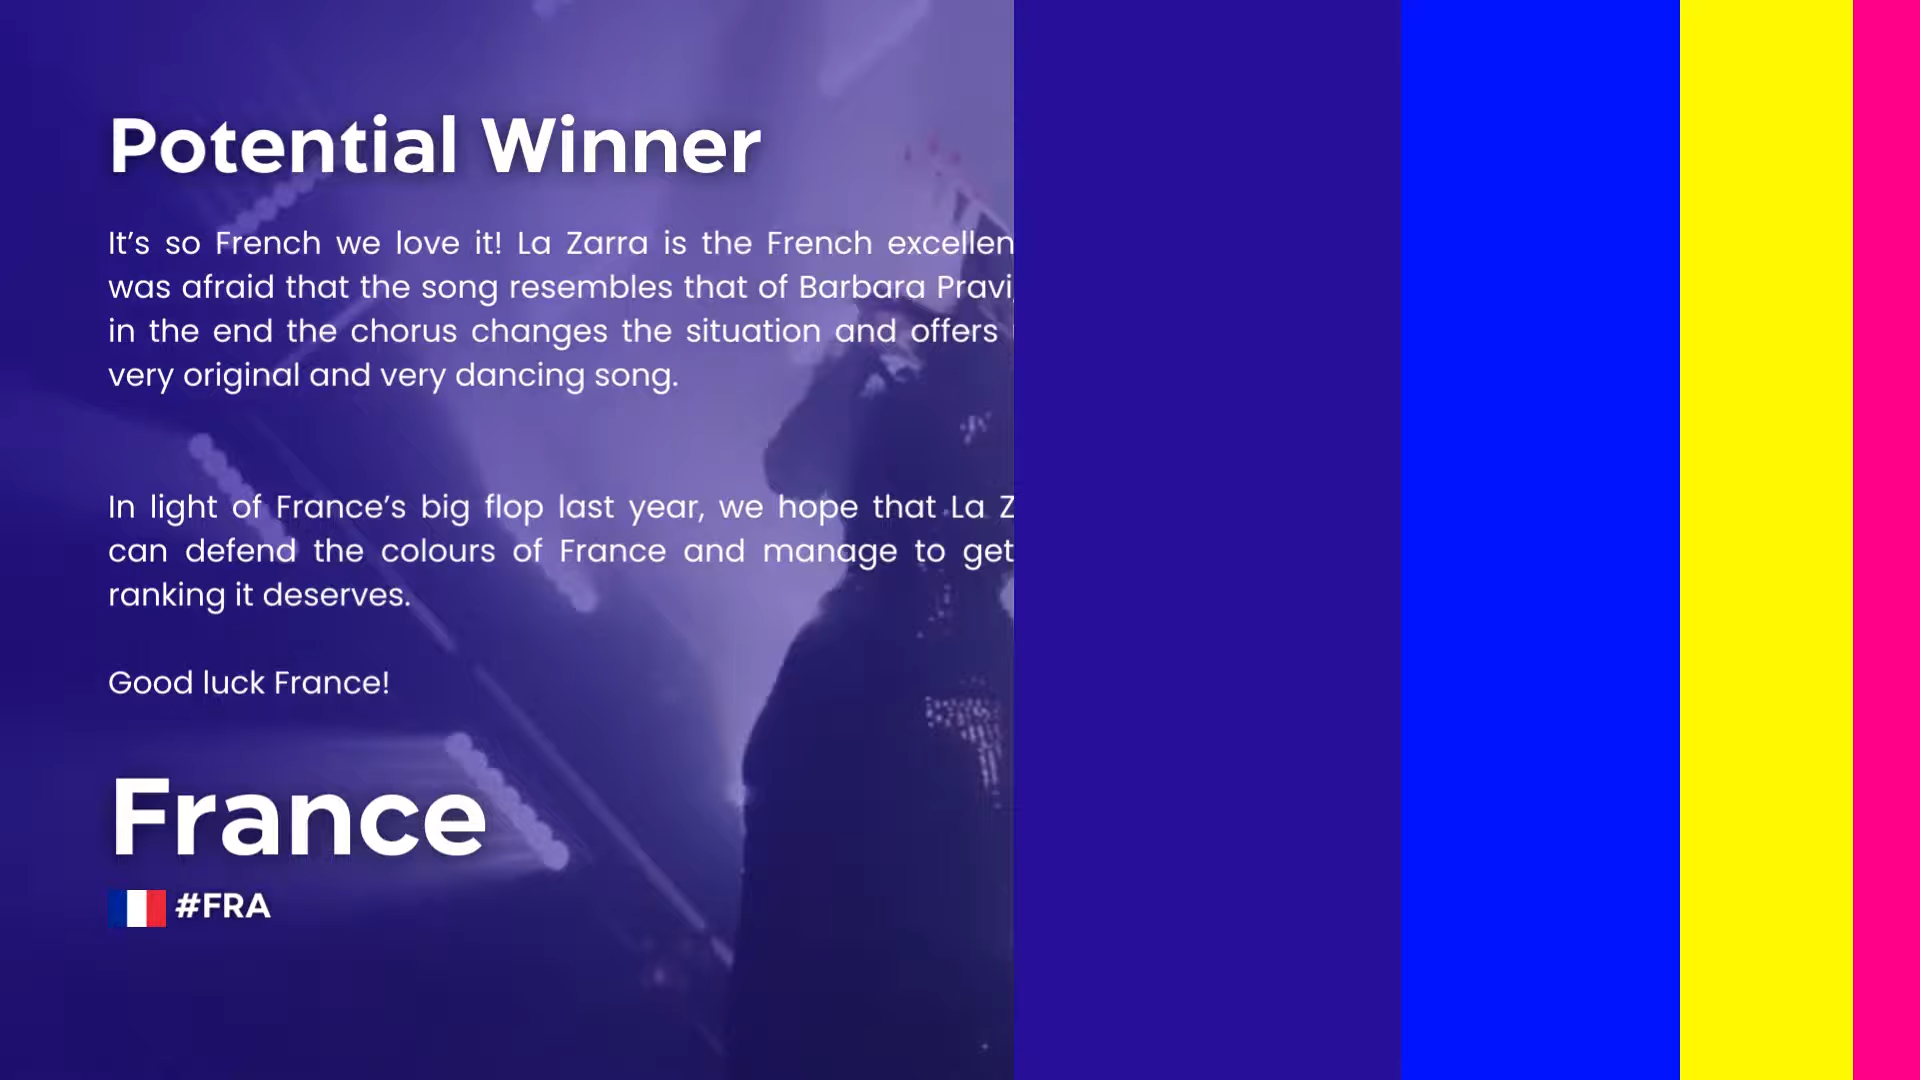 Potential Winner
It’s so French we love it! La Zarra is the French
was afraid that the song resembles that of Barbara Pravi,
in the end the chorus changes the situation and offers
very original and very dancing song.
In light of France’s big flop last year, we hope that La
can defend the colours of France and manage to get
ranking it deserves.
Good luck France!
France
#FRA